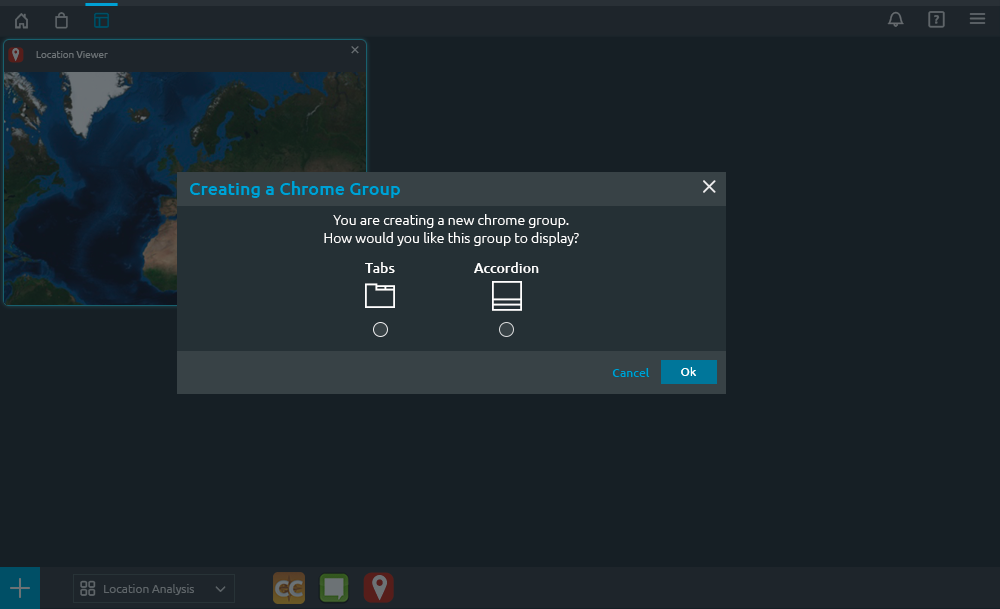 Location Viewer
Creating a Chrome Group
You are creating a new chrome group.
How would you like this group to display?
Tabs Accordion
Cancel Ok
Location Analysis
CC